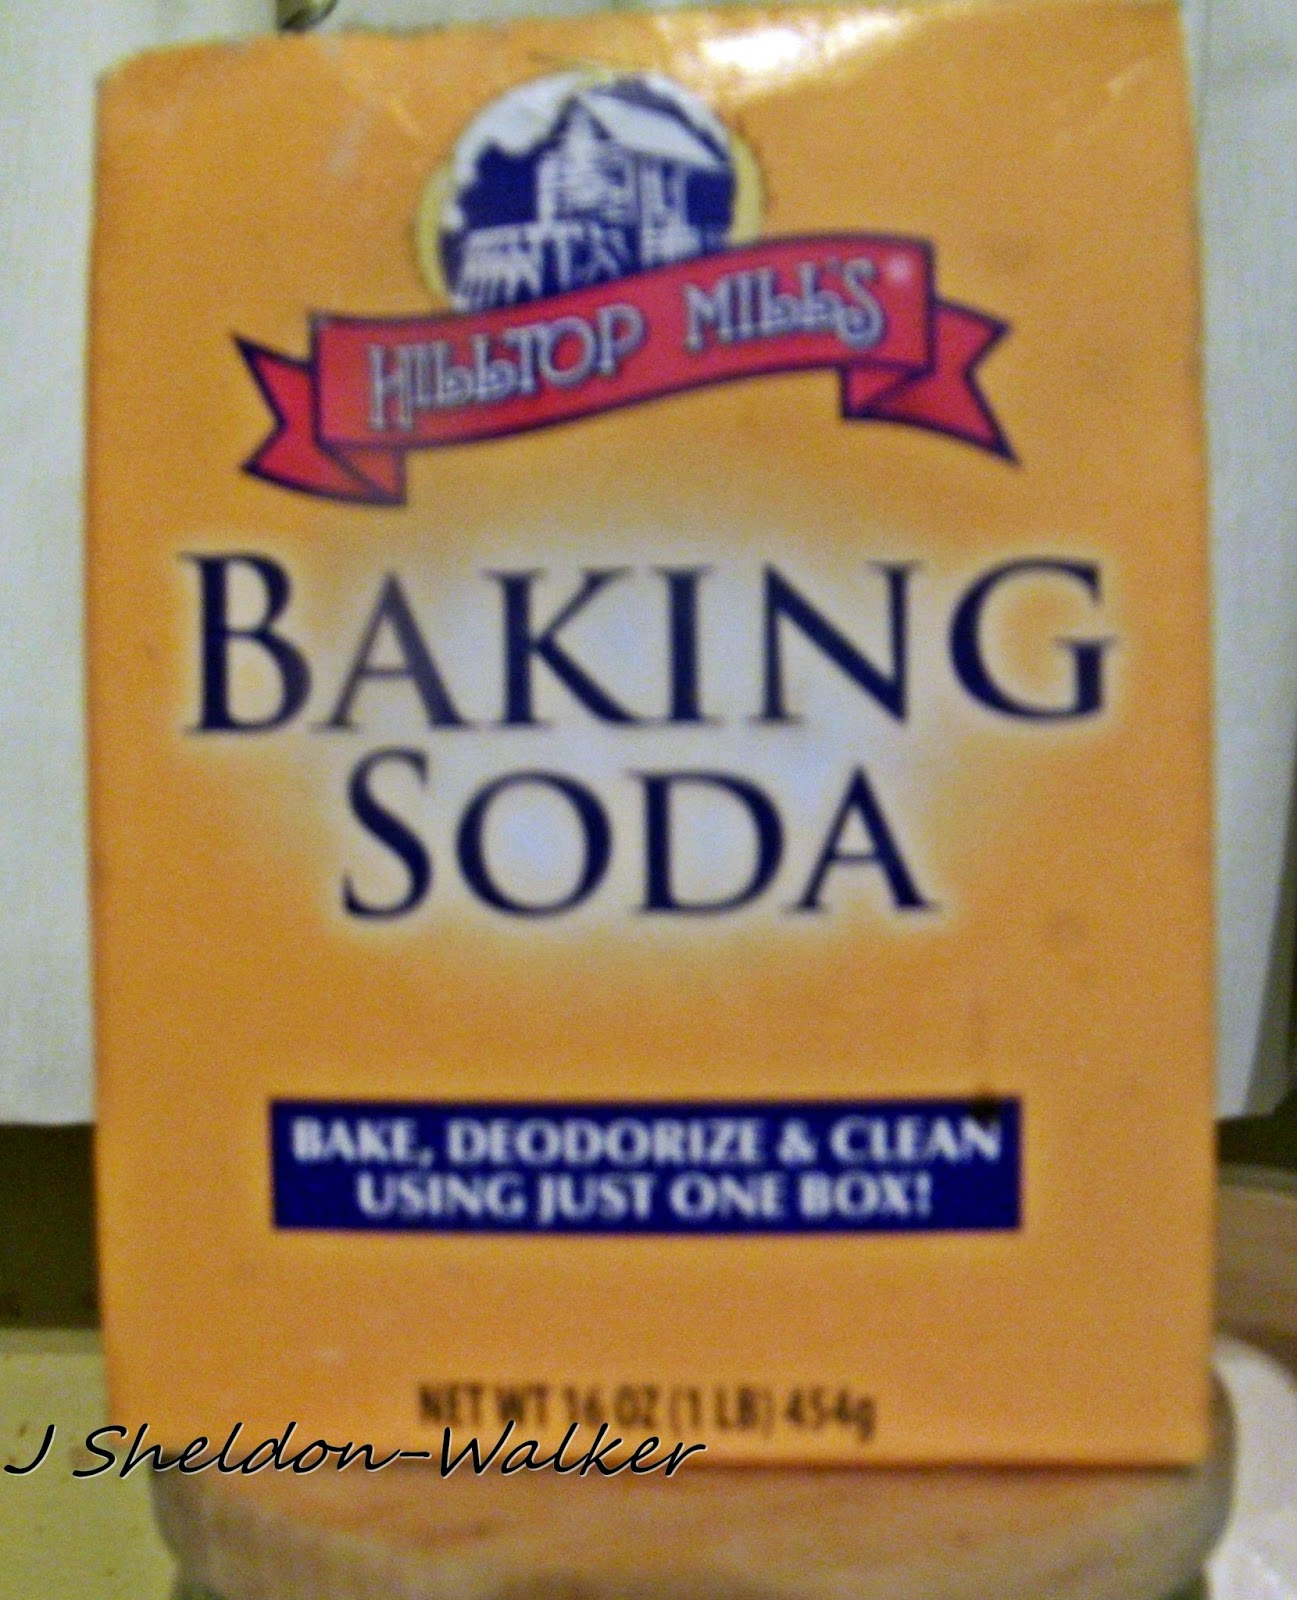 HILLTOP MILLS
BAKING
SODA
BAKE, DEODORIZE & CLEAN
USING JUST ONE BOX!
NET WT 16 OZ (1 LB) 454g
J Sheldon-Walker